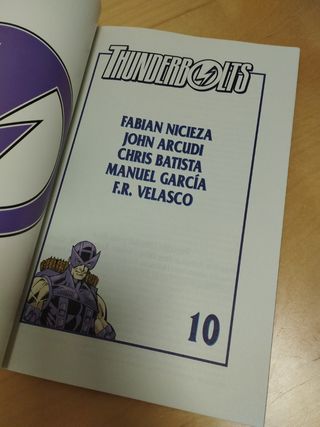 THUNDERBOLTS
FABIAN NICIEZA
JOHN ARCUDI
CHRIS BATISTA
MANUEL GARCÍA
F.R. VELASCO
10